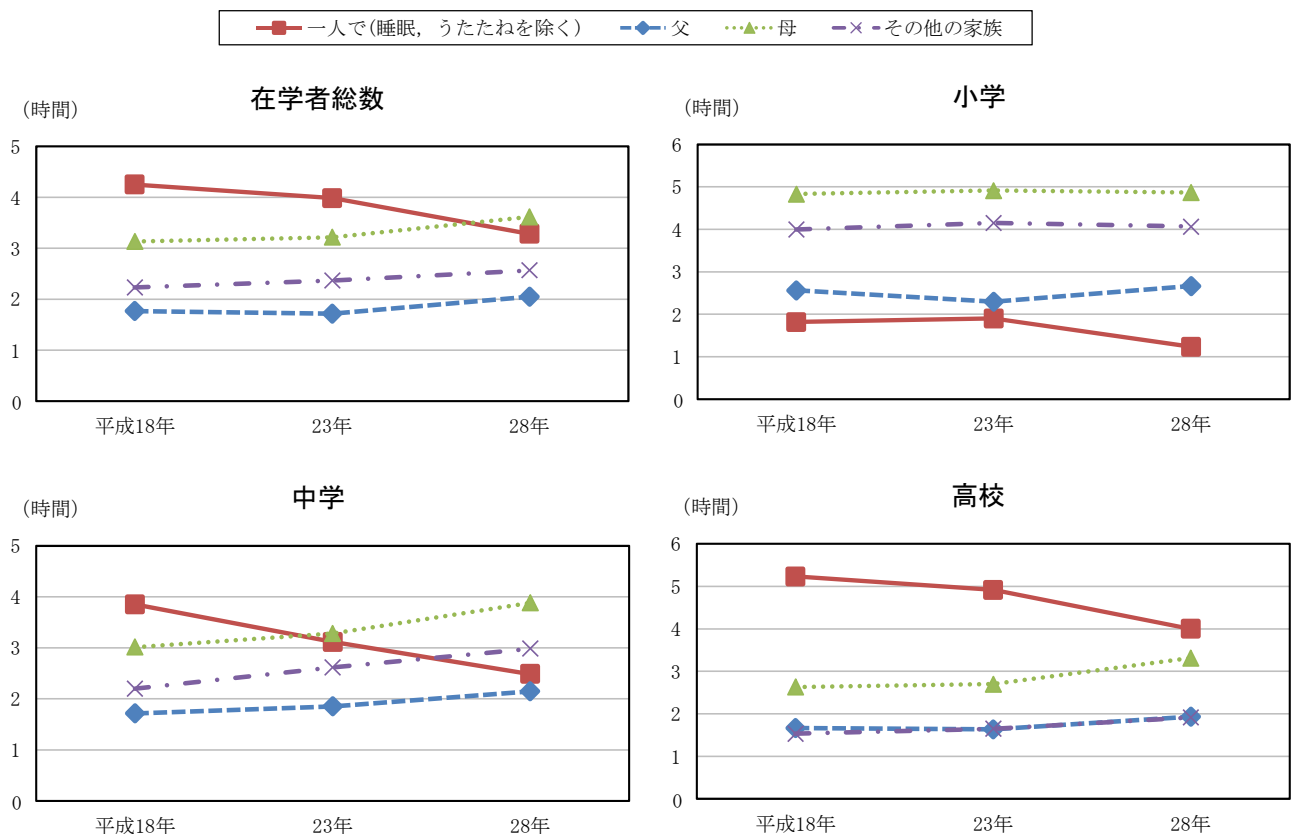 一人で(睡眠，うたたねを除く) 父 母 その他の家族
在学者総数
(時間)
5
4
3
2
1
0
平成18年 23年 28年
小学
(時間)
6
5
4
3
2
1
0
平成18年 23年 28年
中学
(時間)
5
4
3
2
1
0
平成18年 23年 28年
高校
(時間)
6
5
4
3
2
1
0
平成18年 23年 28年